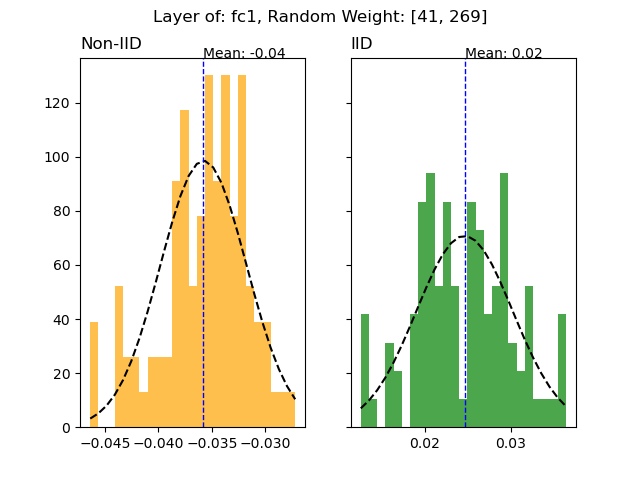 Layer of: fc1, Random Weight: [41, 269]
Non-IID
IID
Mean: -0.04
Mean: 0.02
120
100
80
60
40
20
0
−0.045 −0.040 −0.035 −0.030
0.02 0.03